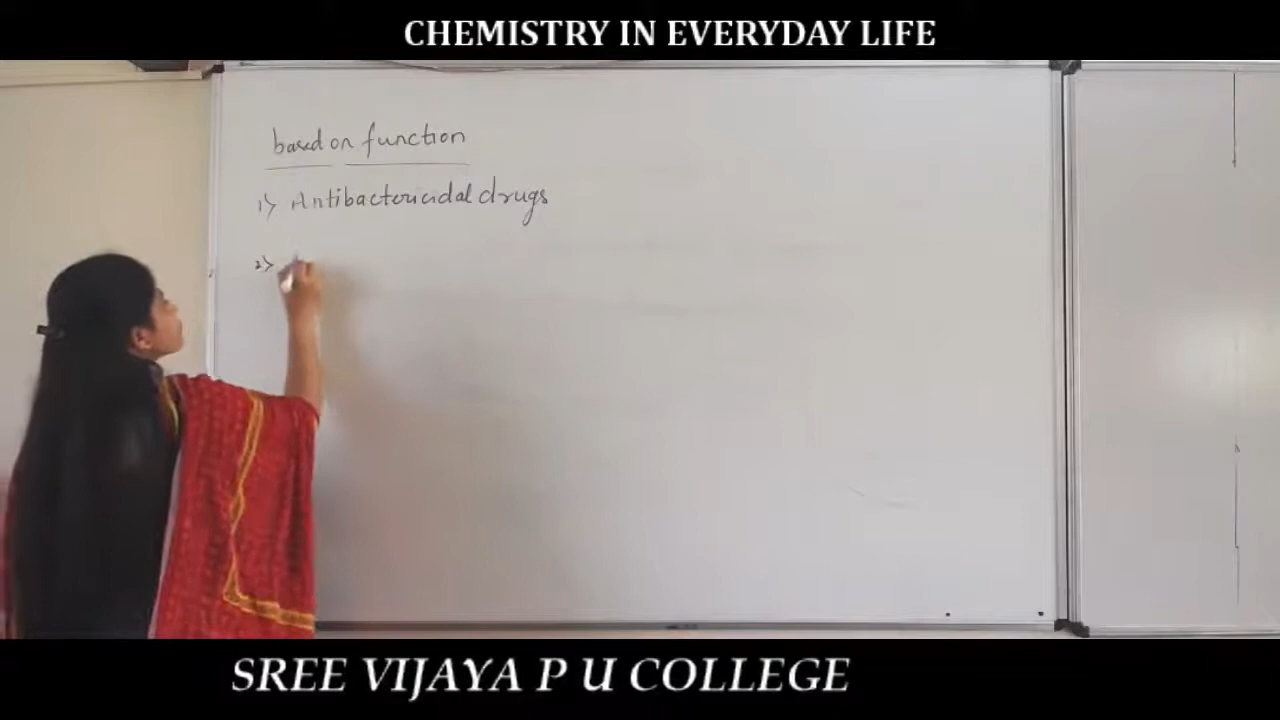 CHEMISTRY IN EVERYDAY LIFE
based on function
1) Antibactericidal drugs
2)
SREE VIJAYA P U COLLEGE